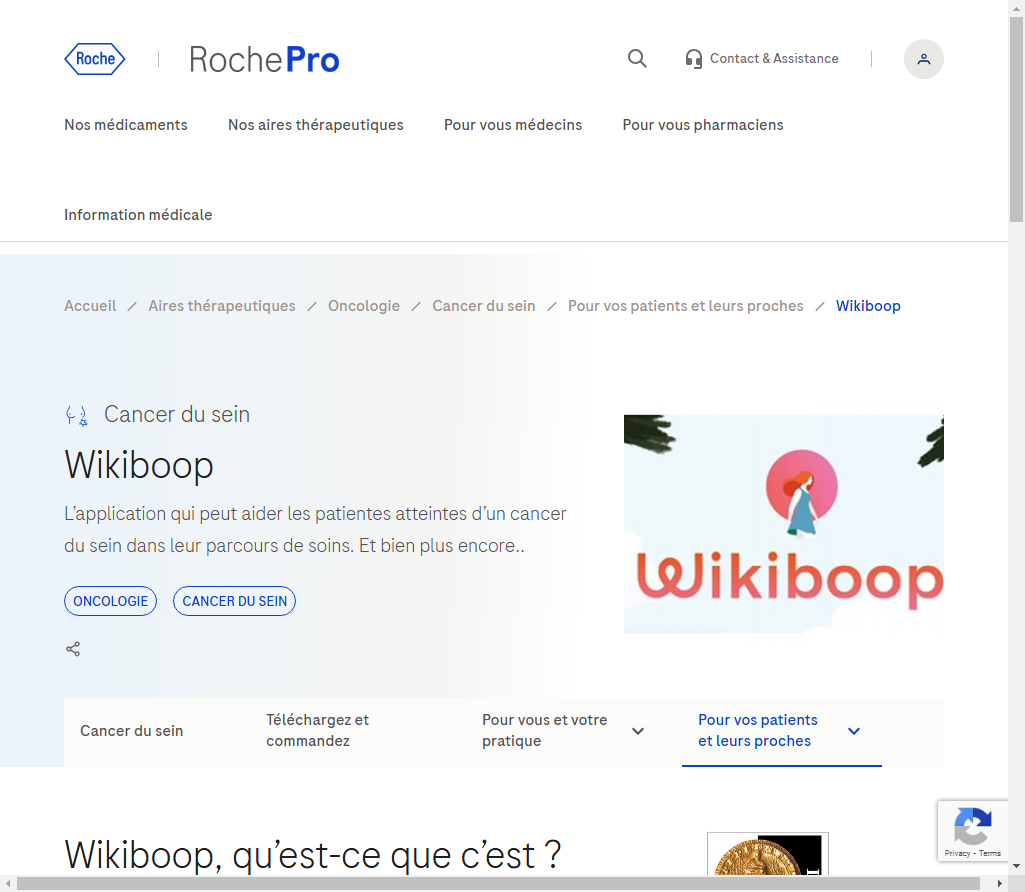 Roche
RochePro
Contact & Assistance
Nos médicaments
Nos aires thérapeutiques
Pour vous médecins
Pour vous pharmaciens
Information médicale
Accueil / Aires thérapeutiques / Oncologie / Cancer du sein / Pour vos patients et leurs proches / Wikiboop
Cancer du sein
Wikiboop
L’application qui peut aider les patientes atteintes d’un cancer
du sein dans leur parcours de soins. Et bien plus encore..
ONCOLOGIE
CANCER DU SEIN
Wikiboop
Cancer du sein
Téléchargez et
commandez
Pour vous et votre
pratique
Pour vos patients
et leurs proches
Wikiboop, qu’est-ce que c’est ?
Privacy - Terms